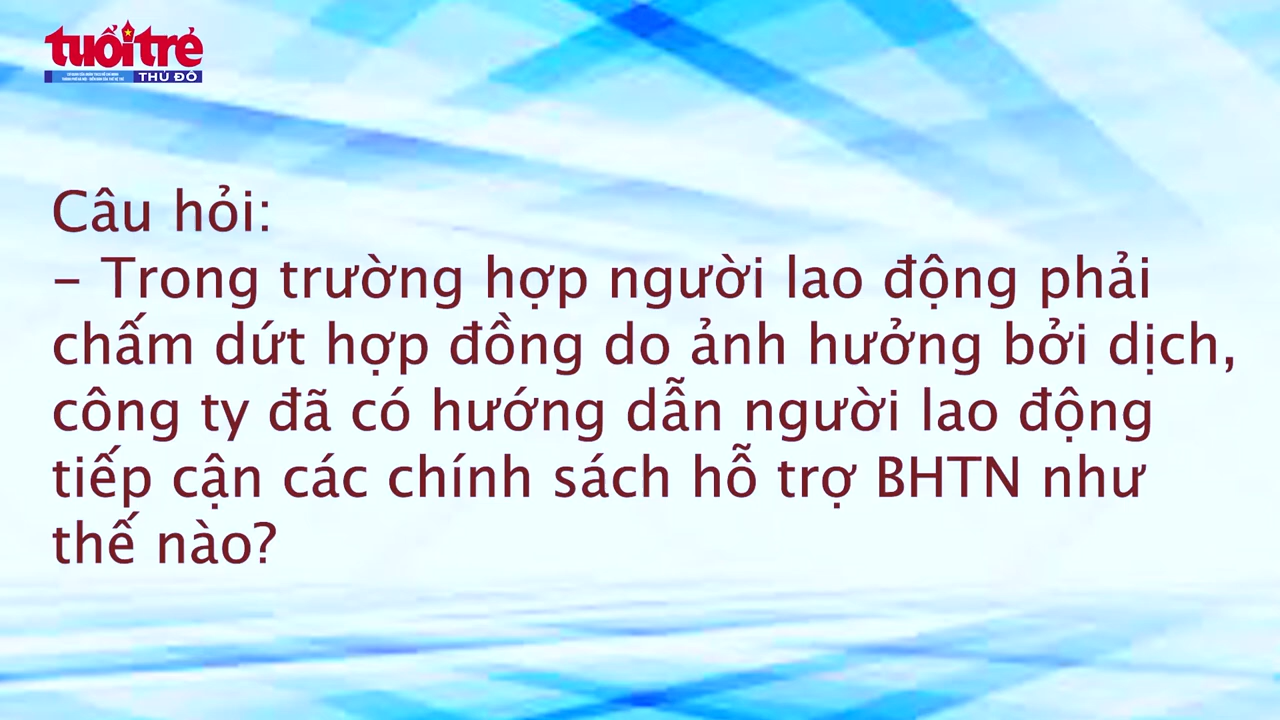 tuổi trẻ
THỦ ĐÔ
Câu hỏi:
- Trong trường hợp người lao động phải
chấm dứt hợp đồng do ảnh hưởng bởi dịch,
công ty đã có hướng dẫn người lao động
tiếp cận các chính sách hỗ trợ BHTN như
thế nào?